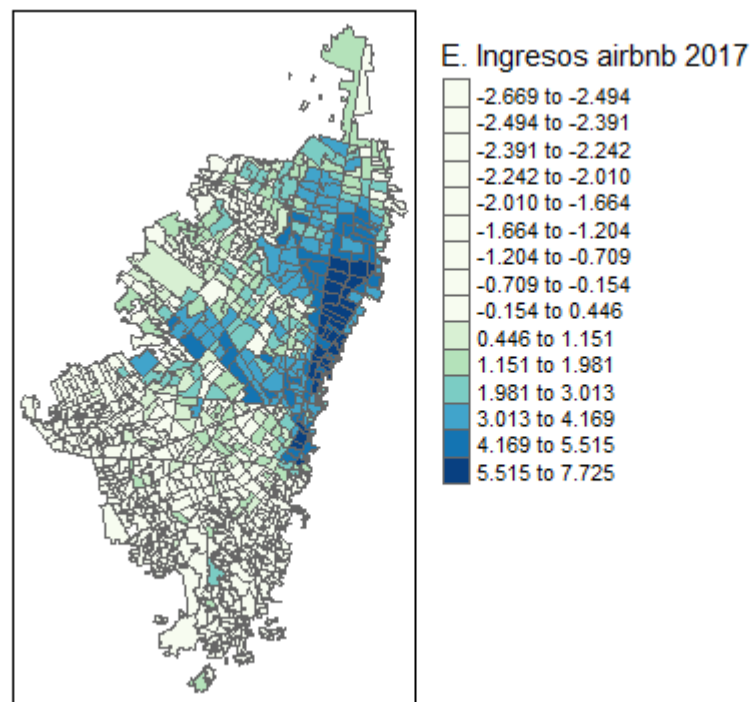 E. Ingresos airbnb 2017
-2.669 to -2.494
-2.494 to -2.391
-2.391 to -2.242
-2.242 to -2.010
-2.010 to -1.664
-1.664 to -1.204
-1.204 to -0.709
-0.709 to -0.154
-0.154 to 0.446
0.446 to 1.151
1.151 to 1.981
1.981 to 3.013
3.013 to 4.169
4.169 to 5.515
5.515 to 7.725